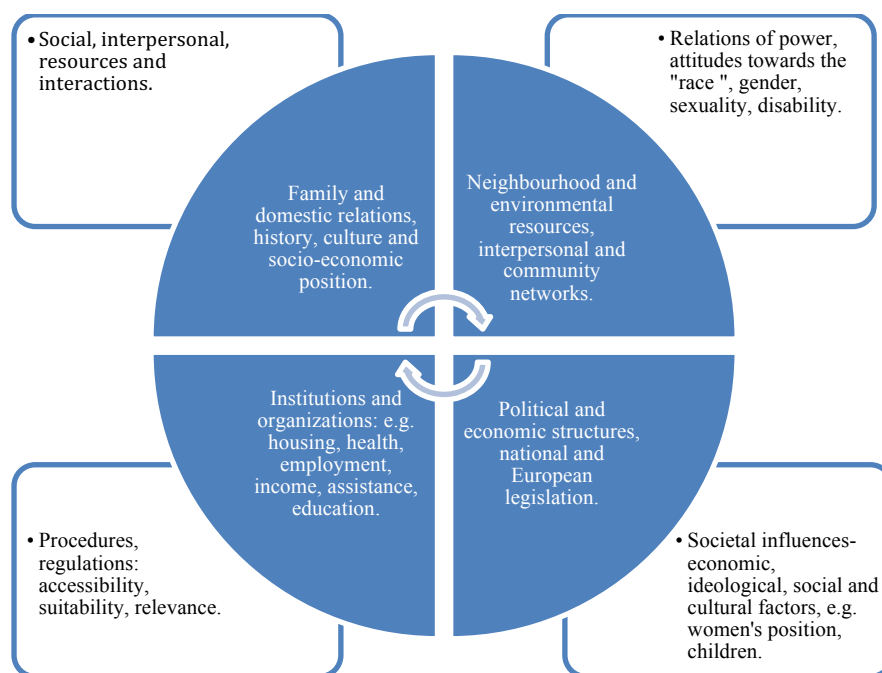 • Social, interpersonal,
resources and
interactions.
• Relations of power,
attitudes towards the
"race ", gender,
sexuality, disability.
Family and
domestic relations,
history, culture and
socio-economic
position.
Neighbourhood and
environmental
resources,
interpersonal and
community
networks.
Institutions and
organizations: e.g.
housing, health,
employment,
income, assistance,
education.
Political and
economic structures,
national and
European
legislation.
• Procedures,
regulations:
accessibility,
suitability, relevance.
• Societal influences-
economic,
ideological, social and
cultural factors, e.g.
women's position,
children.